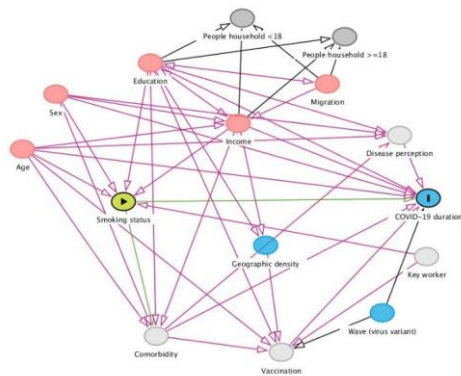 People household <18
People household >=18
Education
Migration
Sex
Income
Disease perception
Age
Smoking status
COVID-19 duration
Geographic density
Key worker
Wave (virus variant)
Comorbidity
Vaccination